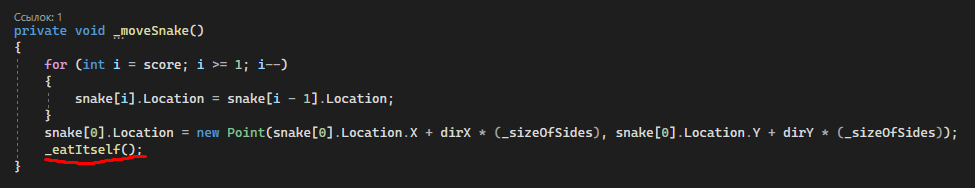 Ссылок: 1
private void _moveSnake()
{
for (int i = score; i >= 1; i--)
{
snake[i].Location = snake[i - 1].Location;
}
snake[0].Location = new Point(snake[0].Location.X + dirX * (_sizeOfSides), snake[0].Location.Y + dirY * (_sizeOfSides));
_eatItself();
}